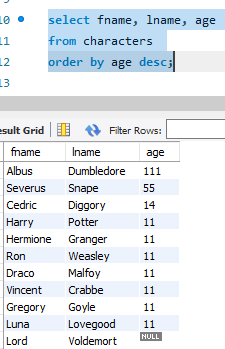 10 select fname, lname, age
11 from characters
12 order by age desc;
13
Result Grid Filter Rows:
fname lname age
Albus Dumbledore 111
Severus Snape 55
Cedric Diggory 14
Harry Potter 11
Hermione Granger 11
Ron Weasley 11
Draco Malfoy 11
Vincent Crabbe 11
Gregory Goyle 11
Luna Lovegood 11
Lord Voldemort NULL